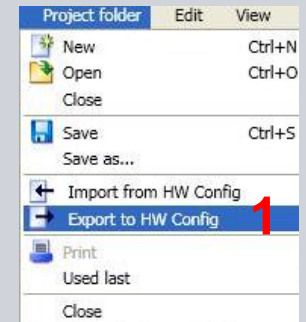 Project folder Edit View
New Ctrl+N
Open Ctrl+O
Close
Save Ctrl+S
Save as...
Import from HW Config
Export to HW Config 1
Print
Used last
Close